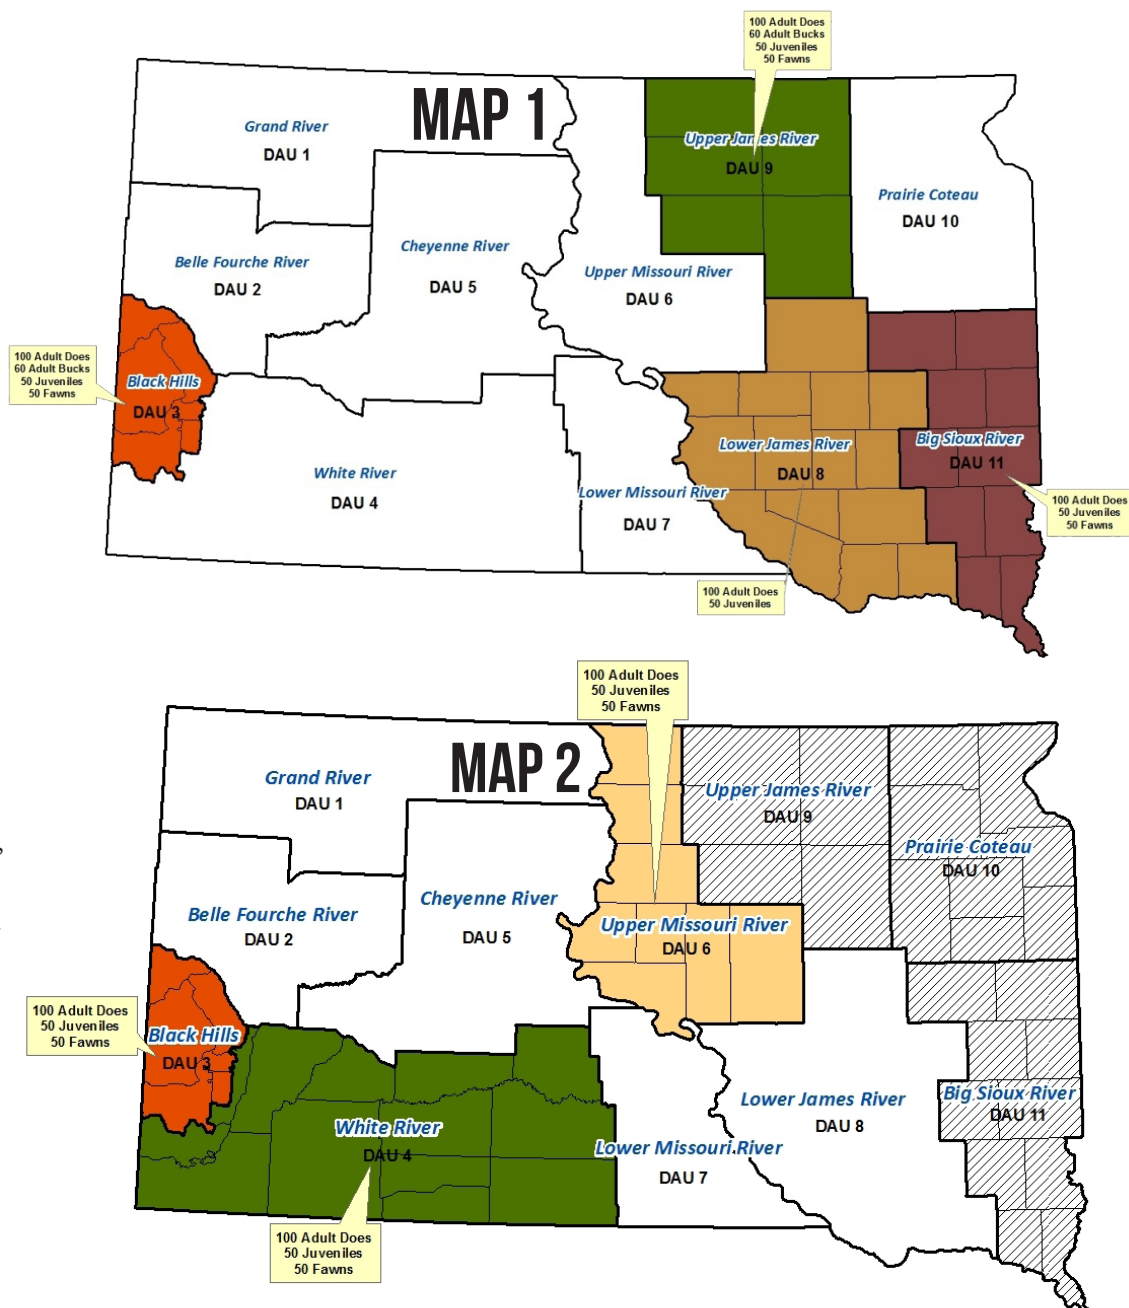 100 Adult Does
60 Adult Bucks
50 Juveniles
50 Fawns
MAP 1
Grand River
DAU 1
Upper James River
DAU 9
Prairie Coteau
DAU 10
Cheyenne River
DAU 5
Belle Fourche River
DAU 2
Upper Missouri River
DAU 6
100 Adult Does
60 Adult Bucks
50 Juveniles
50 Fawns
Black Hills
DAU 3
Lower James River
DAU 8
Big Sioux River
DAU 11
White River
DAU 4
Lower Missouri River
DAU 7
100 Adult Does
50 Juveniles
50 Fawns
100 Adult Does
50 Juveniles
100 Adult Does
50 Juveniles
50 Fawns
MAP 2
Grand River
DAU 1
Upper James River
DAU 9
Prairie Coteau
DAU 10
Cheyenne River
DAU 5
Belle Fourche River
DAU 2
Upper Missouri River
DAU 6
100 Adult Does
50 Juveniles
50 Fawns
Black Hills
DAU 3
Lower James River
DAU 8
Big Sioux River
DAU 11
White River
DAU 4
Lower Missouri River
DAU 7
100 Adult Does
50 Juveniles
50 Fawns